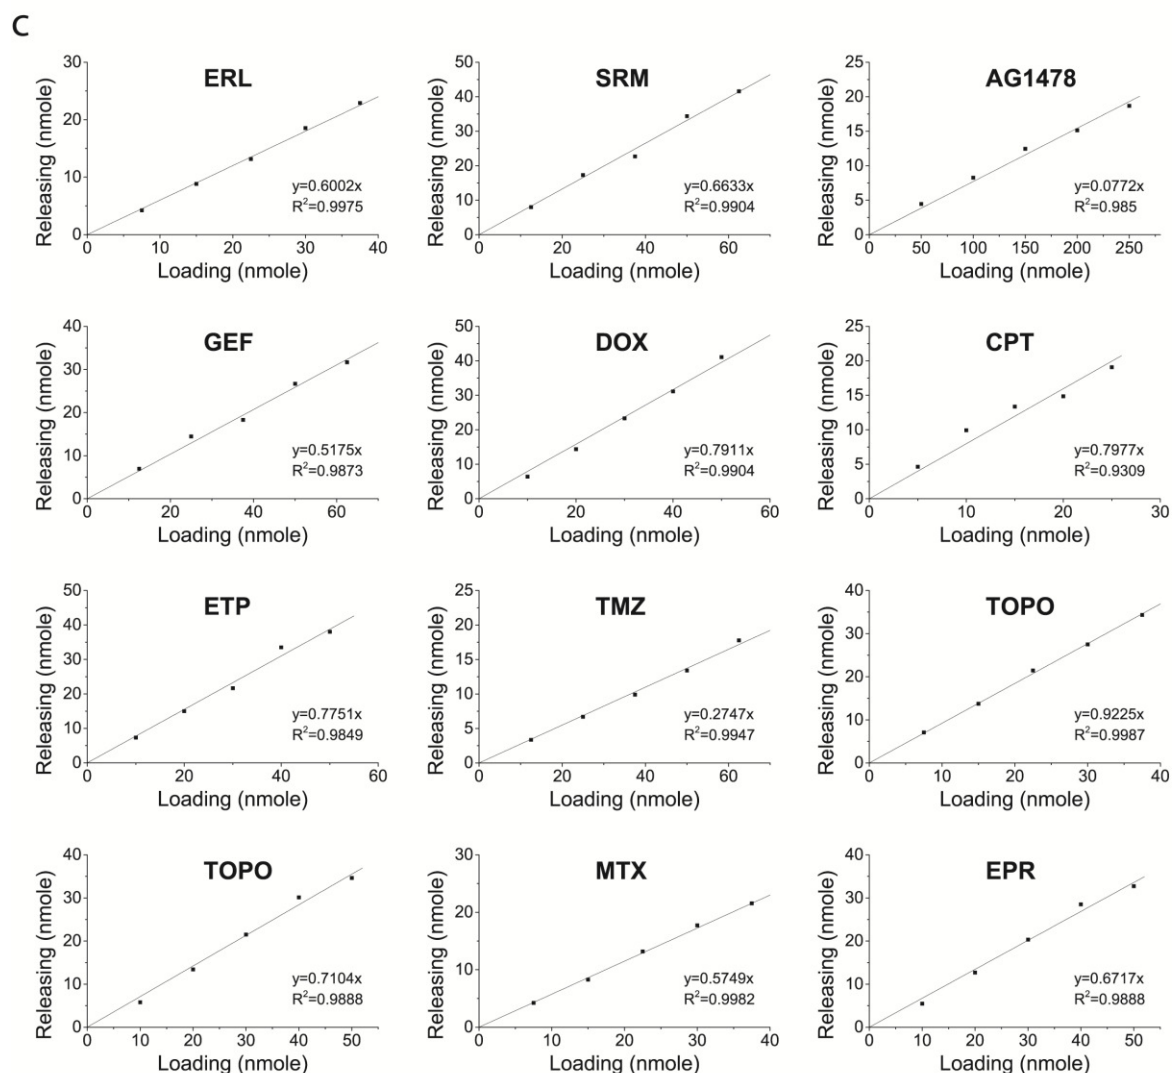 C
ERL
Releasing (nmole)
30
20
10
0
0 10 20 30 40
Loading (nmole)
y=0.6002x
R²=0.9975
SRM
Releasing (nmole)
50
40
30
20
10
0
0 20 40 60
Loading (nmole)
y=0.6633x
R²=0.9904
AG1478
Releasing (nmole)
25
20
15
10
5
0
0 50 100 150 200 250
Loading (nmole)
y=0.0772x
R²=0.985
GEF
Releasing (nmole)
40
30
20
10
0
0 20 40 60
Loading (nmole)
y=0.5175x
R²=0.9873
DOX
Releasing (nmole)
50
40
30
20
10
0
0 20 40 60
Loading (nmole)
y=0.7911x
R²=0.9904
CPT
Releasing (nmole)
25
20
15
10
5
0
0 10 20 30
Loading (nmole)
y=0.7977x
R²=0.9309
ETP
Releasing (nmole)
50
40
30
20
10
0
0 20 40 60
Loading (nmole)
y=0.7751x
R²=0.9849
TMZ
Releasing (nmole)
25
20
15
10
5
0
0 10 20 30 40 50 60 70
Loading (nmole)
y=0.2747x
R²=0.9947
TOPO
Releasing (nmole)
40
30
20
10
0
0 10 20 30 40
Loading (nmole)
y=0.9225x
R²=0.9987
TOPO
Releasing (nmole)
40
30
20
10
0
0 10 20 30 40 50
Loading (nmole)
y=0.7104x
R²=0.9888
MTX
Releasing (nmole)
30
20
10
0
0 10 20 30 40
Loading (nmole)
y=0.5749x
R²=0.9982
EPR
Releasing (nmole)
40
30
20
10
0
0 10 20 30 40 50
Loading (nmole)
y=0.6717x
R²=0.9888